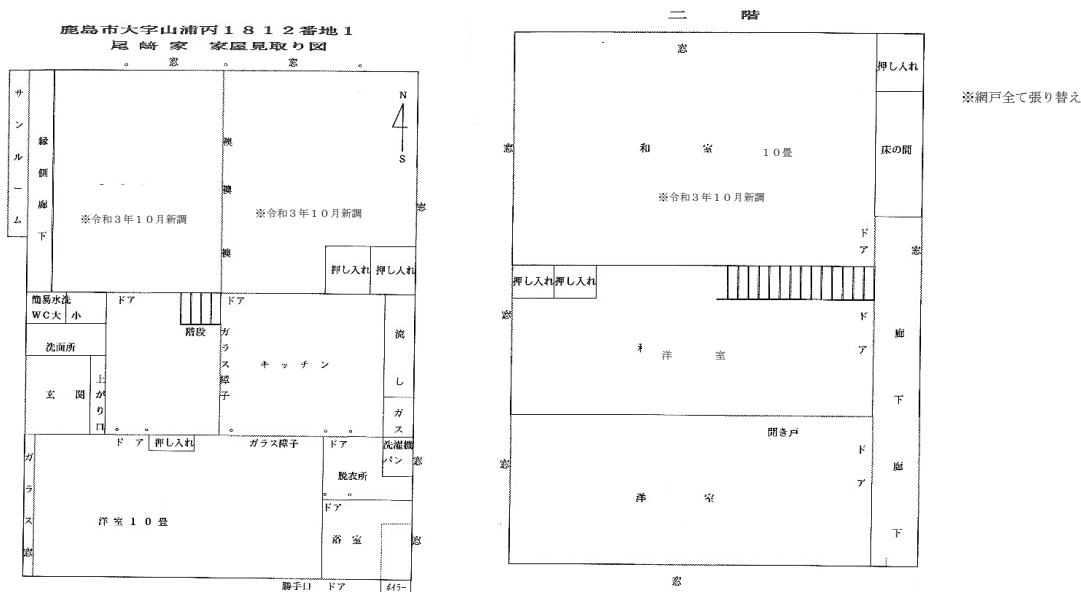 鹿島市大字山浦丙１８１２番地１
尾﨑家　家屋見取り図
窓
窓
サンルーム
縁側廊下
襖
襖
襖
N
S
窓
※令和３年１０月新調
※令和３年１０月新調
押し入れ
押し入れ
簡易水洗
WC大
小
ドア
階段
ドア
ガラス障子
キッチン
流し
ガス
洗面所
玄関
上がり口
ドア
押し入れ
ガラス障子
ドア
洗濯機
パン
窓
脱衣所
ガラス窓
洋室１０畳
ドア
浴室
窓
勝手口
ドア
ボイラー
二階
窓
押し入れ
※網戸全て張り替え
窓
和室
１０畳
床の間
※令和３年１０月新調
ドア
窓
押し入れ
押し入れ
窓
ドア
廊下
洋室
開き戸
窓
ドア
廊下
洋室
窓